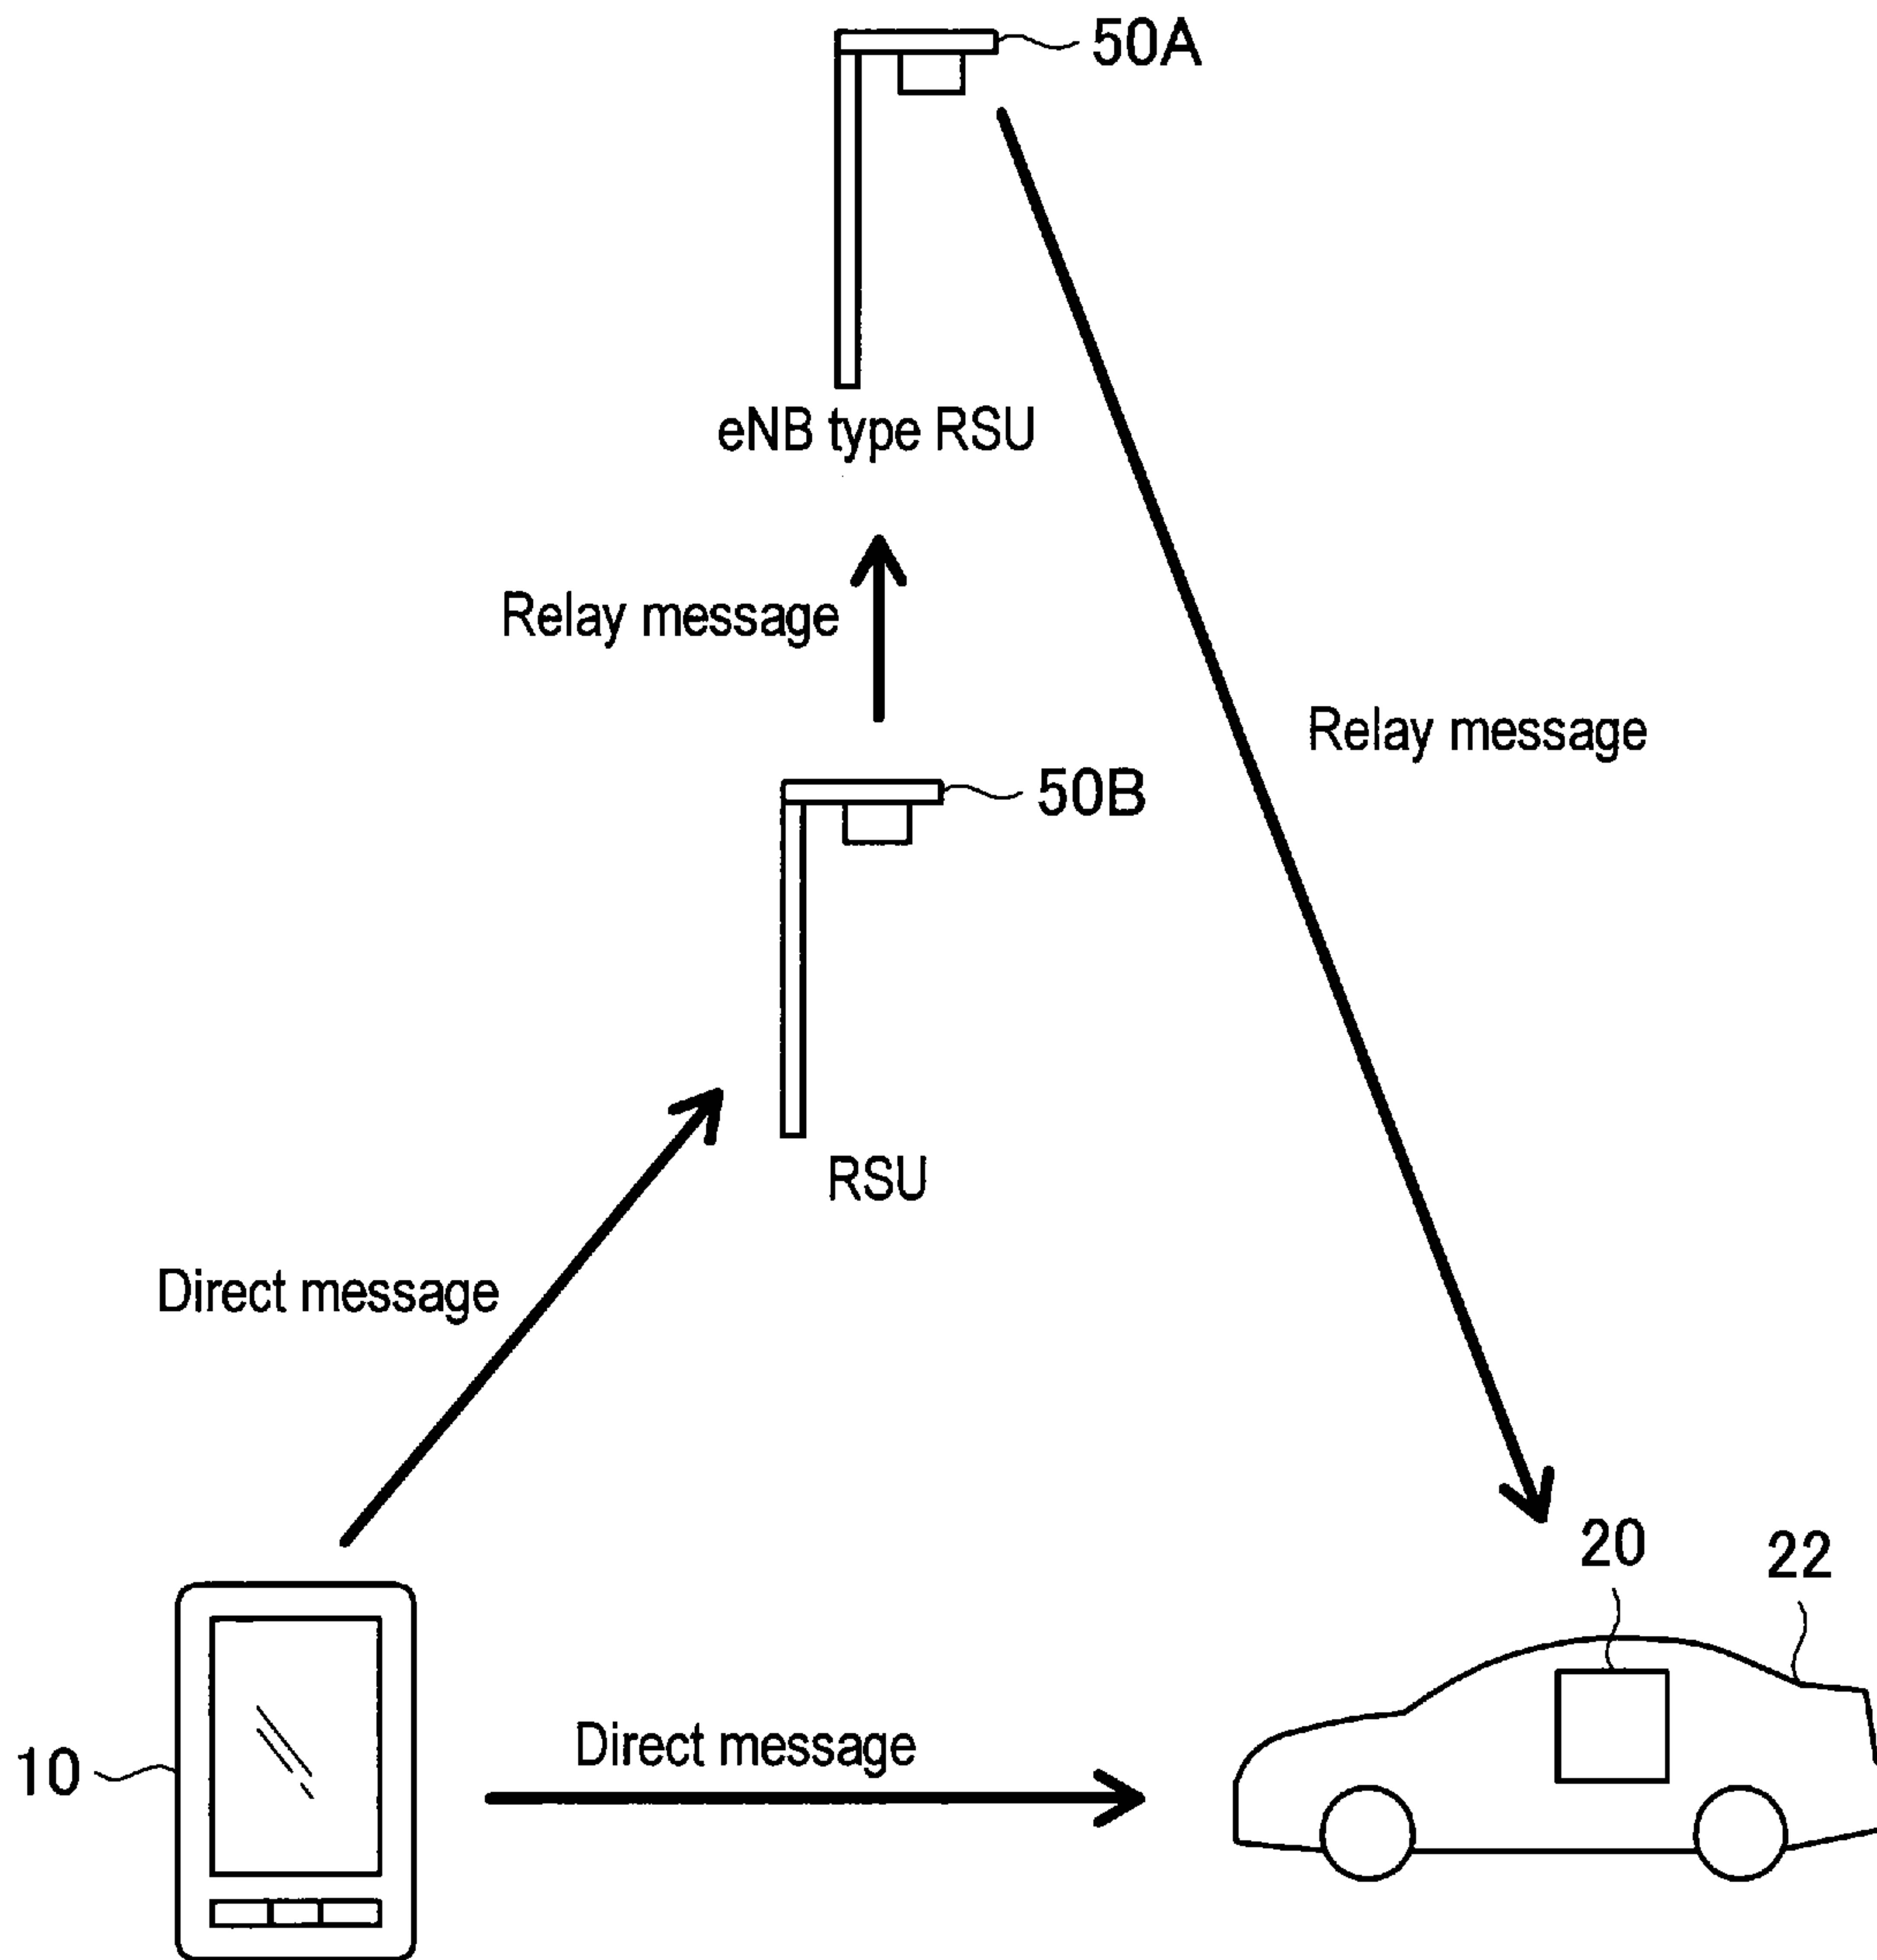 50A
eNB type RSU
Relay message
Relay message
50B
RSU
Direct message
20
22
Direct message
10